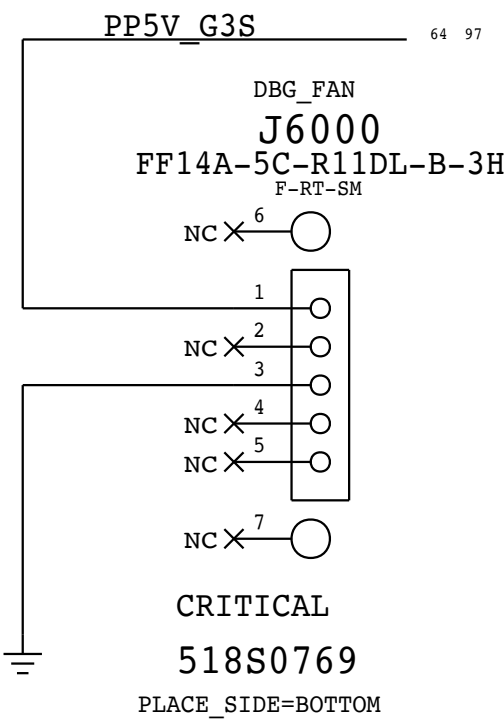 PP5V_G3S 64 97
DBG_FAN
J6000
FF14A-5C-R11DL-B-3H
F-RT-SM
NC 6
1
NC 2
3
NC 4
NC 5
NC 7
CRITICAL
518S0769
PLACE_SIDE=BOTTOM